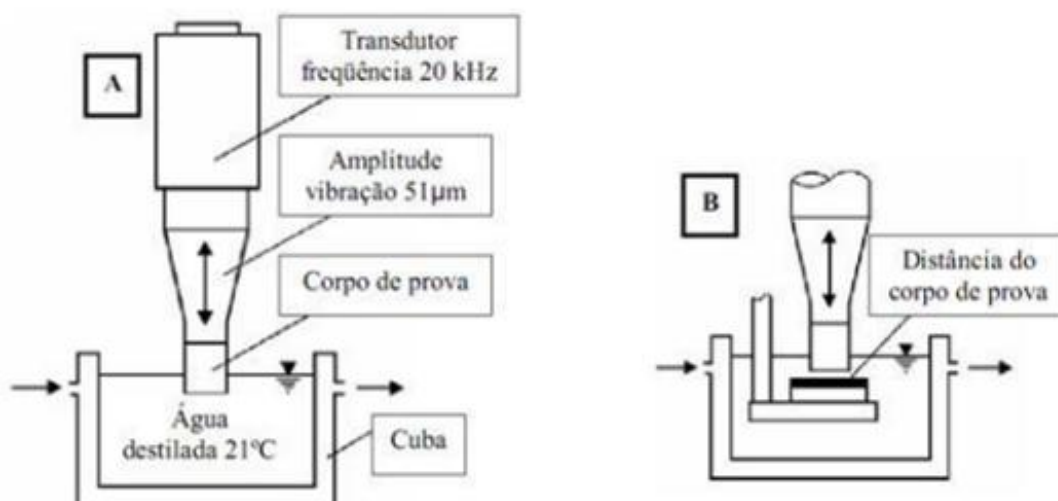 A
Transdutor
freqüência 20 kHz
Amplitude
vibração 51µm
Corpo de prova
Água
destilada 21ºC
Cuba
B
Distância do
corpo de prova